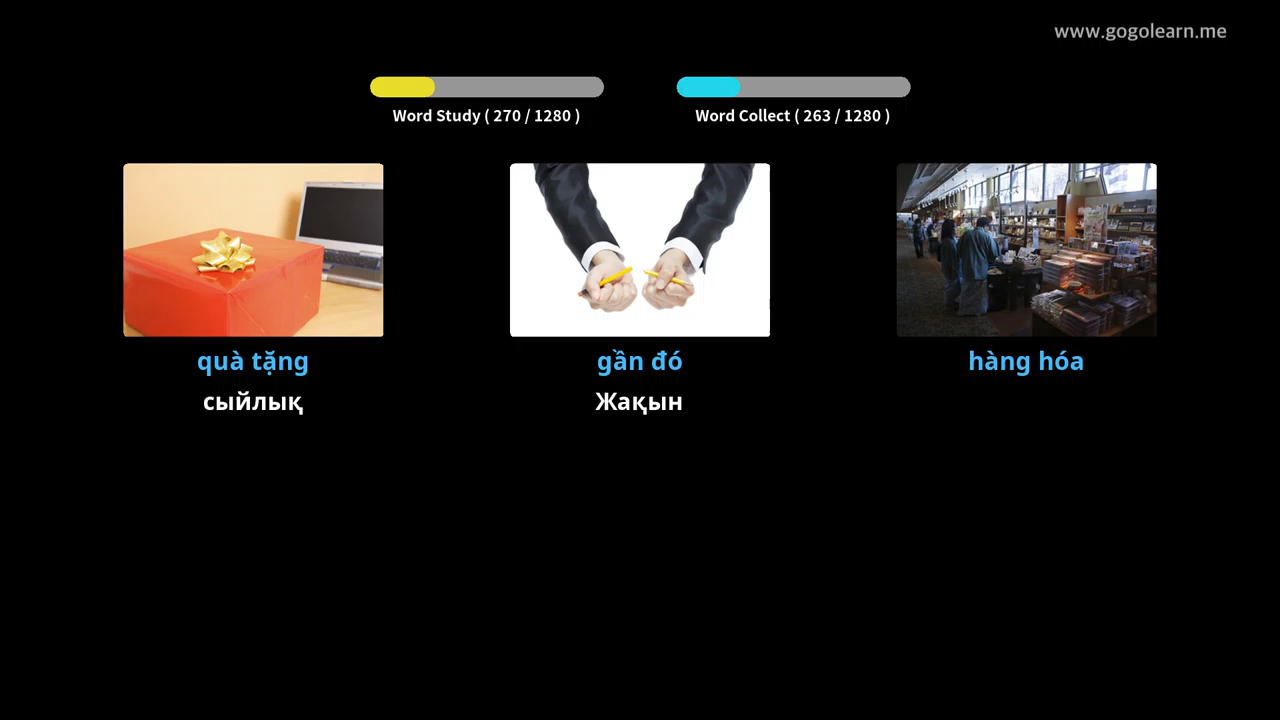 www.gogolearn.me
Word Study ( 270 / 1280 )
Word Collect ( 263 / 1280 )
quà tặng
gần đó
hàng hóa
сыйлық
Жақын